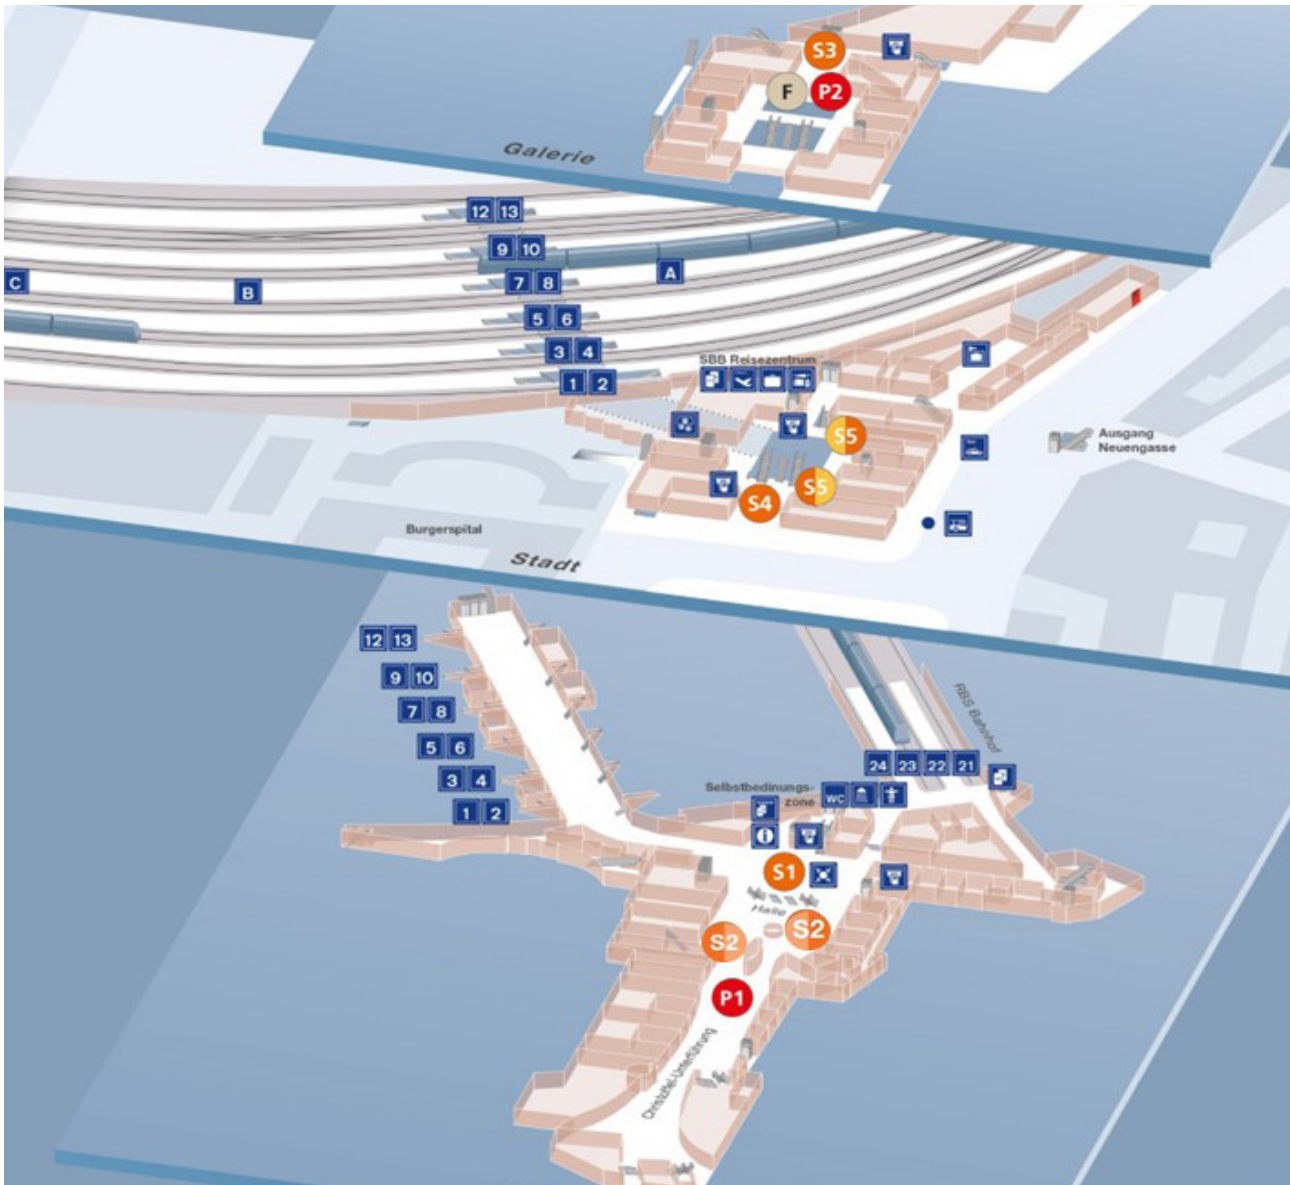 S3
F P2
Galerie
12 13
9 10
C B 7 8 A
5 6
3 4
SBB Reisezentrum
1 2
S5
Ausgang
Neuengasse
S5
S4
Burgerspital
Stadt
12 13
9 10
RBS Bahnhof
7 8
5 6
24 23 22 21
3 4
Selbstbedinungs-
zone
WC
1 2
S1
Halle
S2
S2
P1
Christoffel-Unterführung